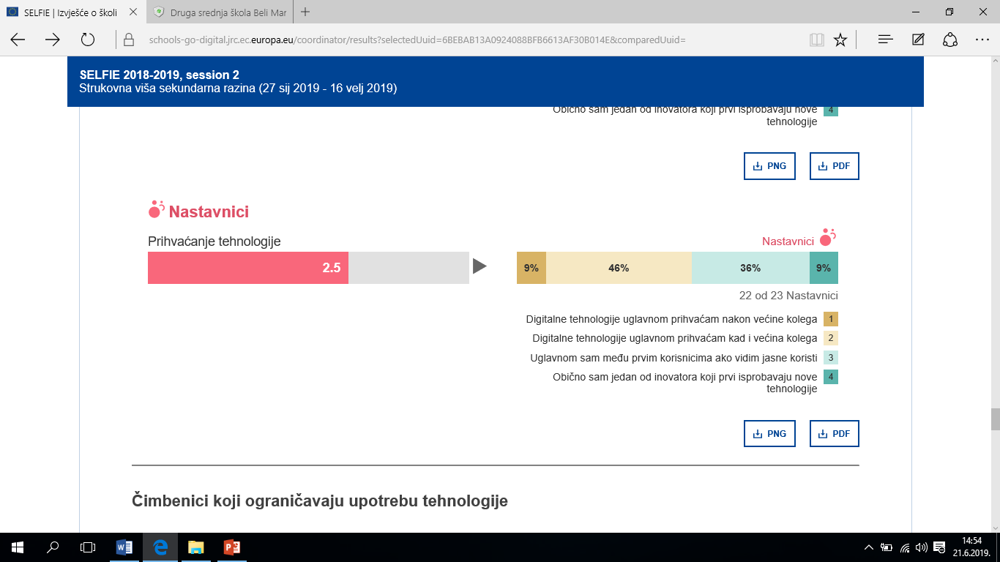 SELFIE | Izvješće o školi
Druga srednja škola Beli Mar
schools-go-digital.jrc.ec.europa.eu/coordinator/results?selectedUuid=6BEBAB13A0924088BFB6613AF30B014E&comparedUuid=
SELFIE 2018-2019, session 2
Strukovna viša sekundarna razina (27 sij 2019 - 16 velj 2019)
Obično sam jedan od inovatora koji prvi isprobavaju nove 4
tehnologije
PNG PDF
Nastavnici
Prihvaćanje tehnologije
Nastavnici
2.5
9% 46% 36% 9%
22 od 23 Nastavnici
Digitalne tehnologije uglavnom prihvaćam nakon većine kolega 1
Digitalne tehnologije uglavnom prihvaćam kad i većina kolega 2
Uglavnom sam među prvim korisnicima ako vidim jasne koristi 3
Obično sam jedan od inovatora koji prvi isprobavaju nove 4
tehnologije
PNG PDF
Čimbenici koji ograničavaju upotrebu tehnologije
14:54
21.6.2019.